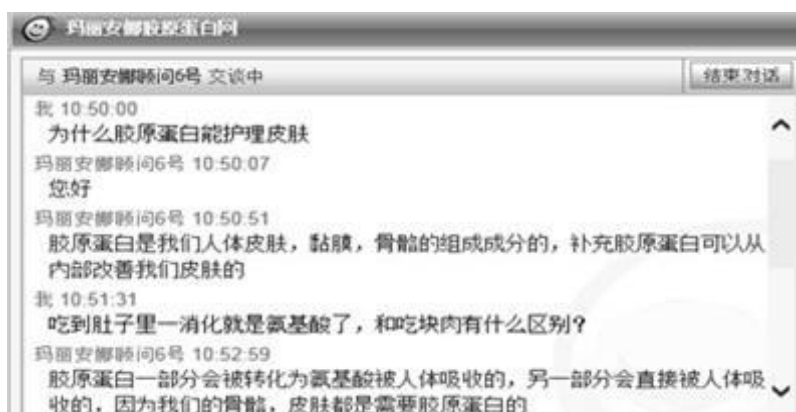 玛丽安娜胶原蛋白网
与 玛丽安娜顾问6号 交谈中
结束对话
我 10:50:00
为什么胶原蛋白能护理皮肤
玛丽安娜顾问6号 10:50:07
您好
玛丽安娜顾问6号 10:50:51
胶原蛋白是我们人体皮肤，黏膜，骨骼的组成成分的，补充胶原蛋白可以从
内部改善我们皮肤的
我 10:51:31
吃到肚子里一消化就是氨基酸了，和吃块肉有什么区别？
玛丽安娜顾问6号 10:52:59
胶原蛋白一部分会被转化为氨基酸被人体吸收的，另一部分会直接被人体吸
收的，因为我们的骨骼，皮肤都是需要胶原蛋白的